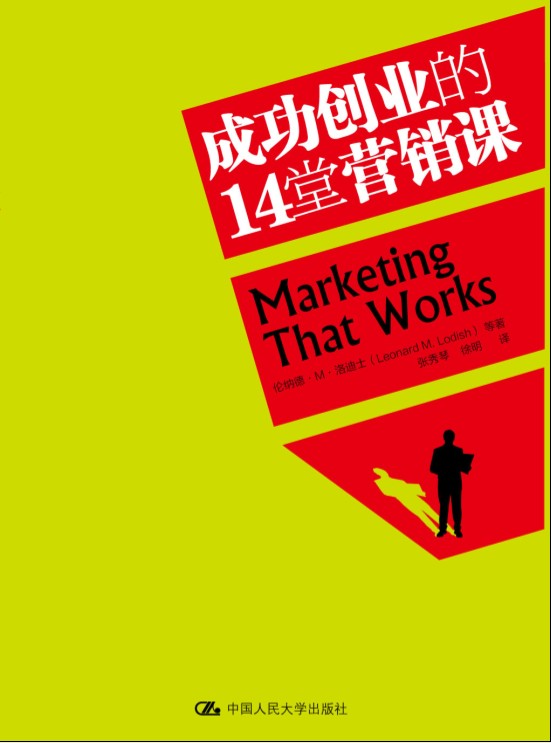 成功创业的
14堂营销课
Marketing
That Works
伦纳德·M·洛迪士（Leonard M. Lodish）等著
张秀琴 徐明 译
中国人民大学出版社